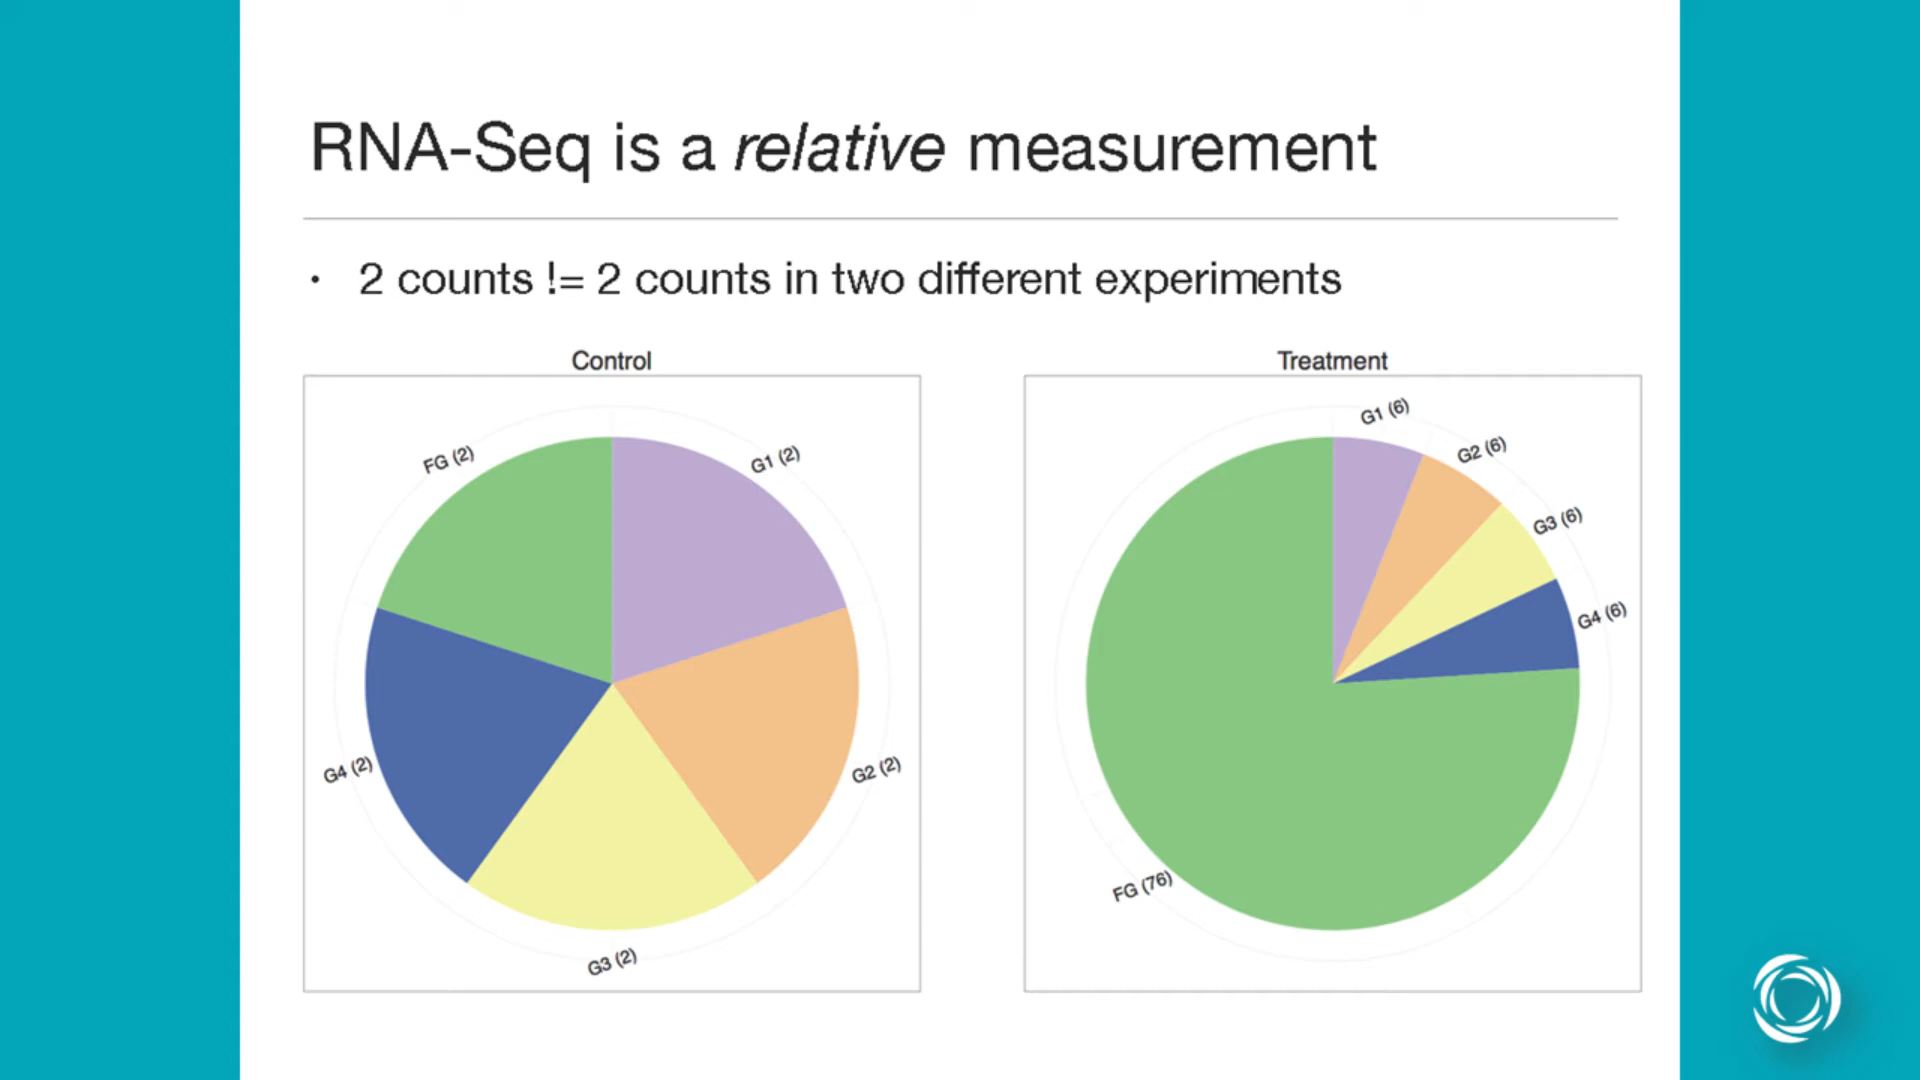 RNA-Seq is a relative measurement
• 2 counts != 2 counts in two different experiments
Control
FG (2)
G1 (2)
G4 (2)
G2 (2)
G3 (2)
Treatment
G1 (6)
G2 (6)
G3 (6)
G4 (6)
FG (76)